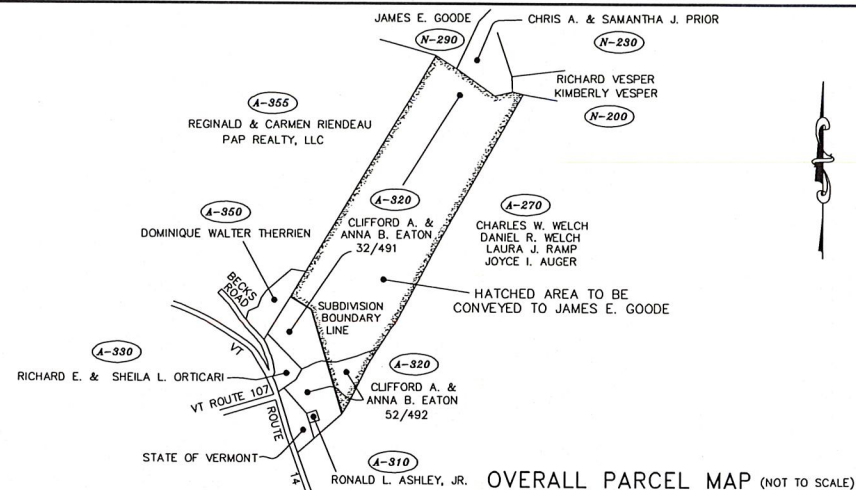 JAMES E. GOODE
CHRIS A. & SAMANTHA J. PRIOR
N-290
N-230
RICHARD VESPER
KIMBERLY VESPER
N-200
A-355
REGINALD & CARMEN RIENDEAU
PAP REALTY, LLC
A-320
CLIFFORD A. &
ANNA B. EATON
32/491
A-270
CHARLES W. WELCH
DANIEL R. WELCH
LAURA J. RAMP
JOYCE I. AUGER
A-350
DOMINIQUE WALTER THERRIEN
BECKS
ROAD
HATCHED AREA TO BE
CONVEYED TO JAMES E. GOODE
SUBDIVISION
BOUNDARY
LINE
VT
A-330
RICHARD E. & SHEILA L. ORTICARI
A-320
CLIFFORD A. &
ANNA B. EATON
52/492
VT ROUTE 107
ROUTE
14
STATE OF VERMONT
A-310
RONALD L. ASHLEY, JR.
OVERALL PARCEL MAP (NOT TO SCALE)